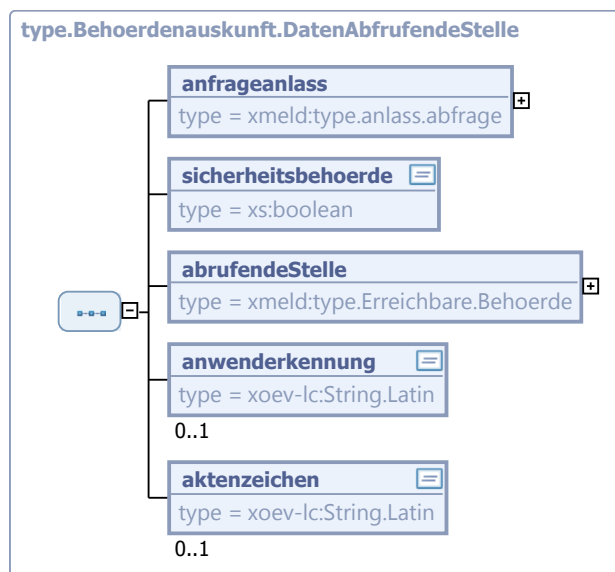 type.Behoerdenauskunft.DatenAbfrufendeStelle
anfrageanlass
type = xmeld:type.anlass.abfrage
sicherheitsbehoerde
type = xs:boolean
abrufendeStelle
type = xmeld:type.Erreichbare.Behoerde
anwenderkennung
type = xoev-lc:String.Latin
0..1
aktenzeichen
type = xoev-lc:String.Latin
0..1